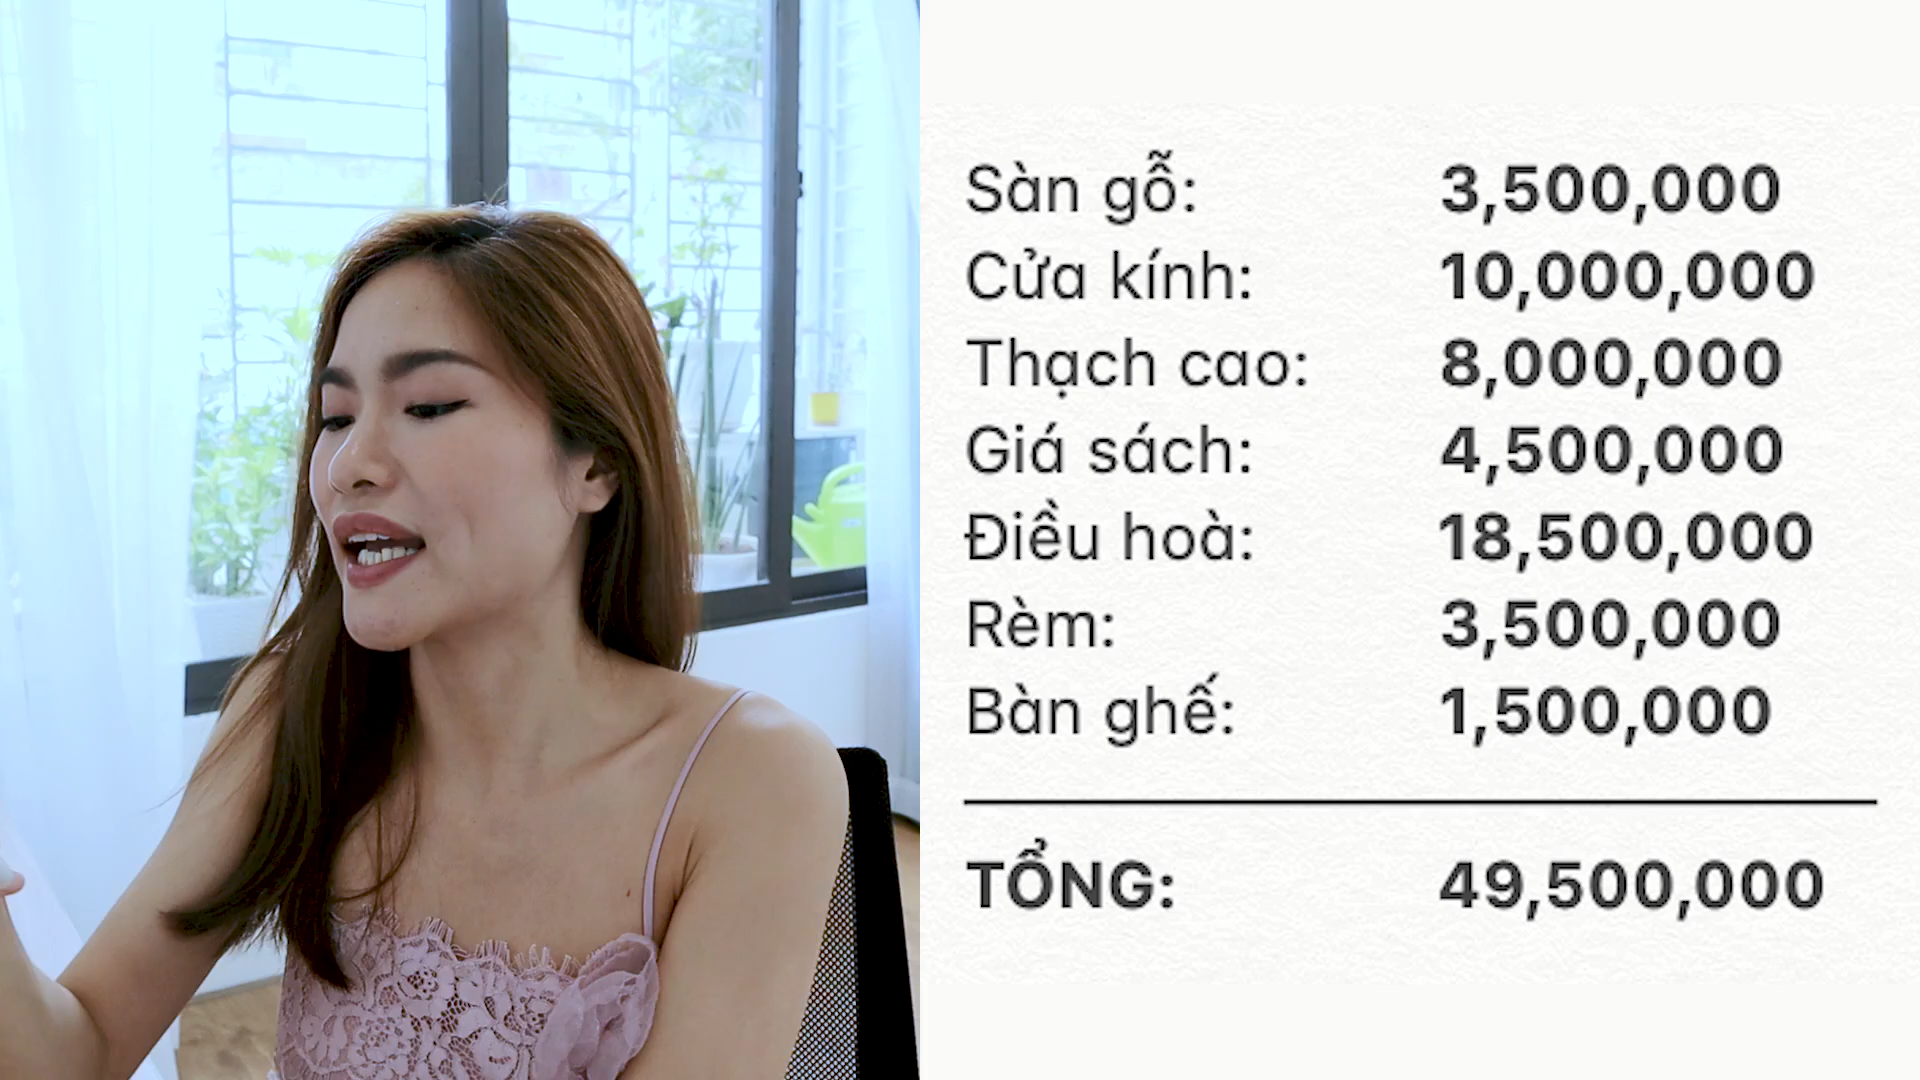 Sàn gỗ: 3,500,000
Cửa kính: 10,000,000
Thạch cao: 8,000,000
Giá sách: 4,500,000
Điều hoà: 18,500,000
Rèm: 3,500,000
Bàn ghế: 1,500,000
TỔNG: 49,500,000